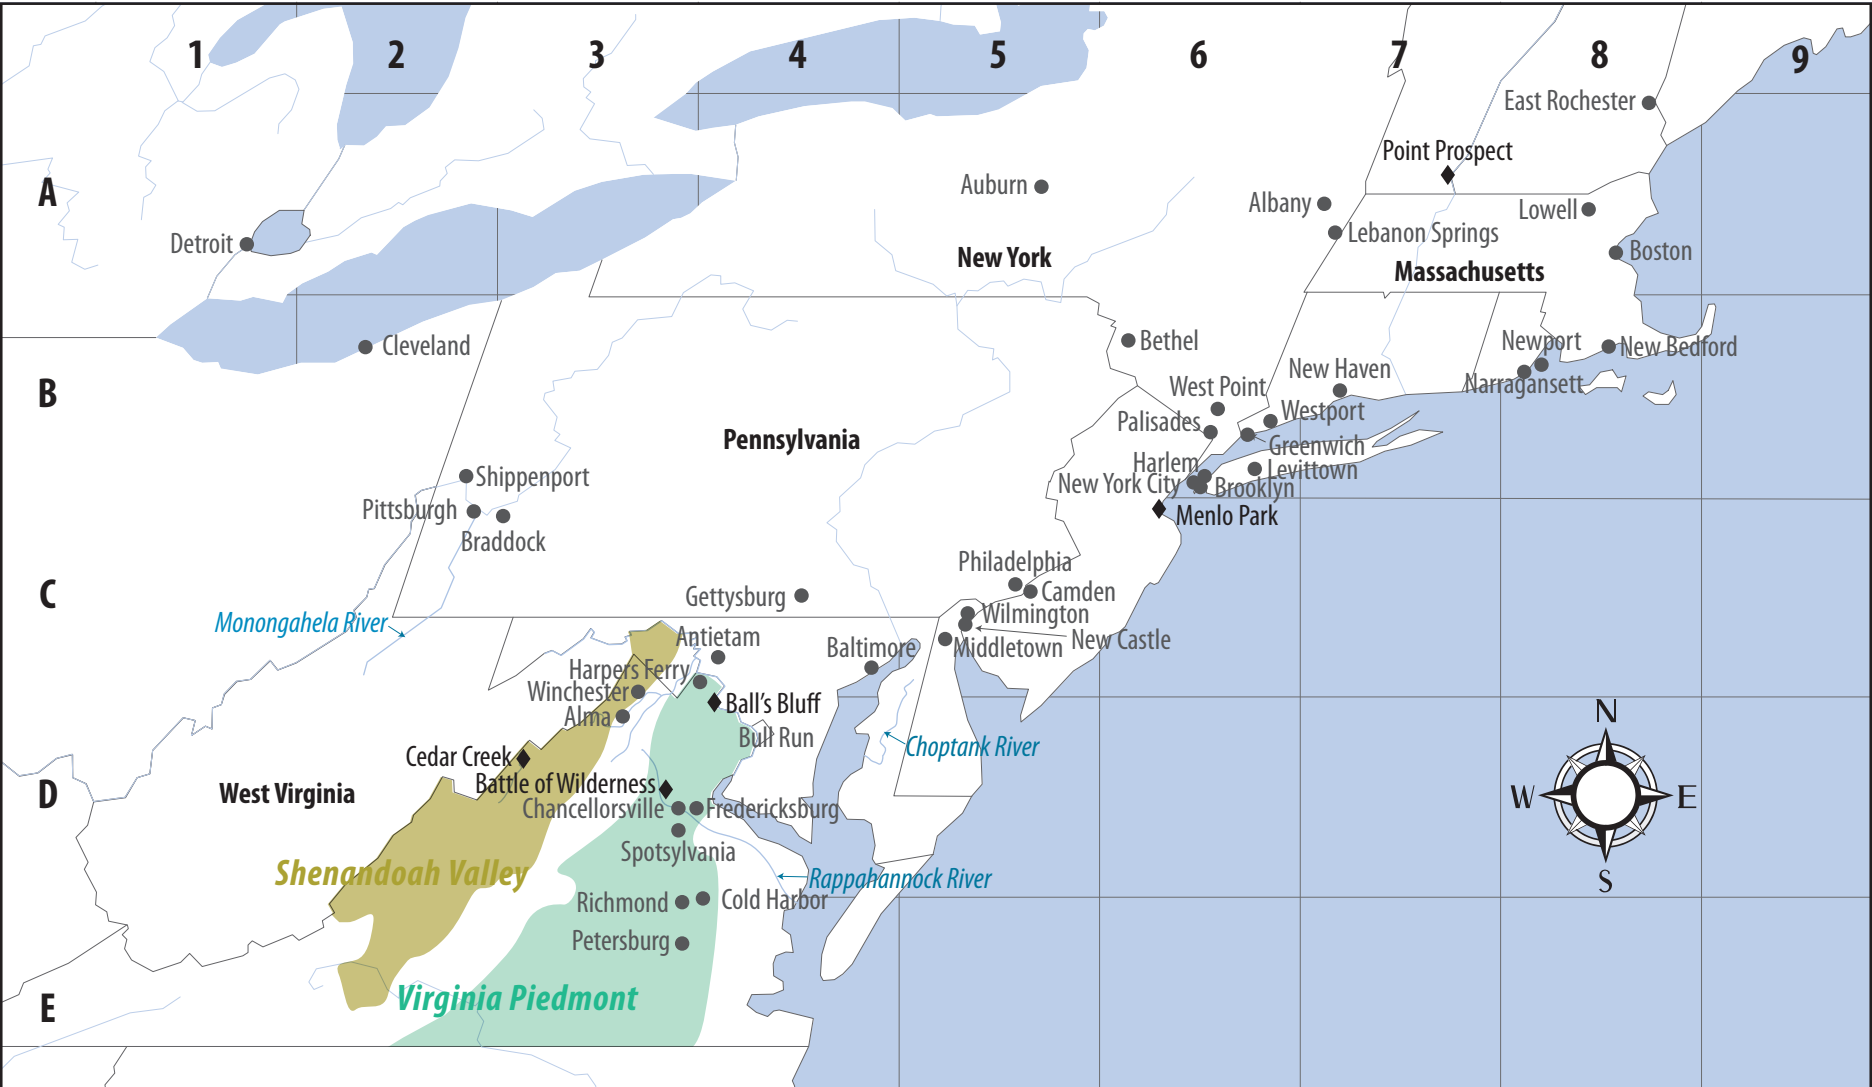 1 2 3 4 5 6 7 8 9
East Rochester
Point Prospect
A
Auburn
Albany
Lowell
Lebanon Springs
Detroit
Boston
New York
Massachusetts
Cleveland
Bethel
Newport
New Bedford
New Haven
Narragansett
B
West Point
Westport
Palisades
Pennsylvania
Greenwich
Harlem
Levittown
Shippenport
New York City
Brooklyn
Pittsburgh
Menlo Park
Braddock
Philadelphia
C
Camden
Gettysburg
Wilmington
Monongahela River
Antietam
New Castle
Baltimore
Middletown
Harpers Ferry
Winchester
Ball's Bluff
N
Alma
Bull Run
Choptank River
Cedar Creek
Battle of Wilderness
D
West Virginia
W
E
Chancellorsville
Fredericksburg
Spotsylvania
Shenandoah Valley
Rappahannock River
S
Richmond
Cold Harbor
Petersburg
Virginia Piedmont
E